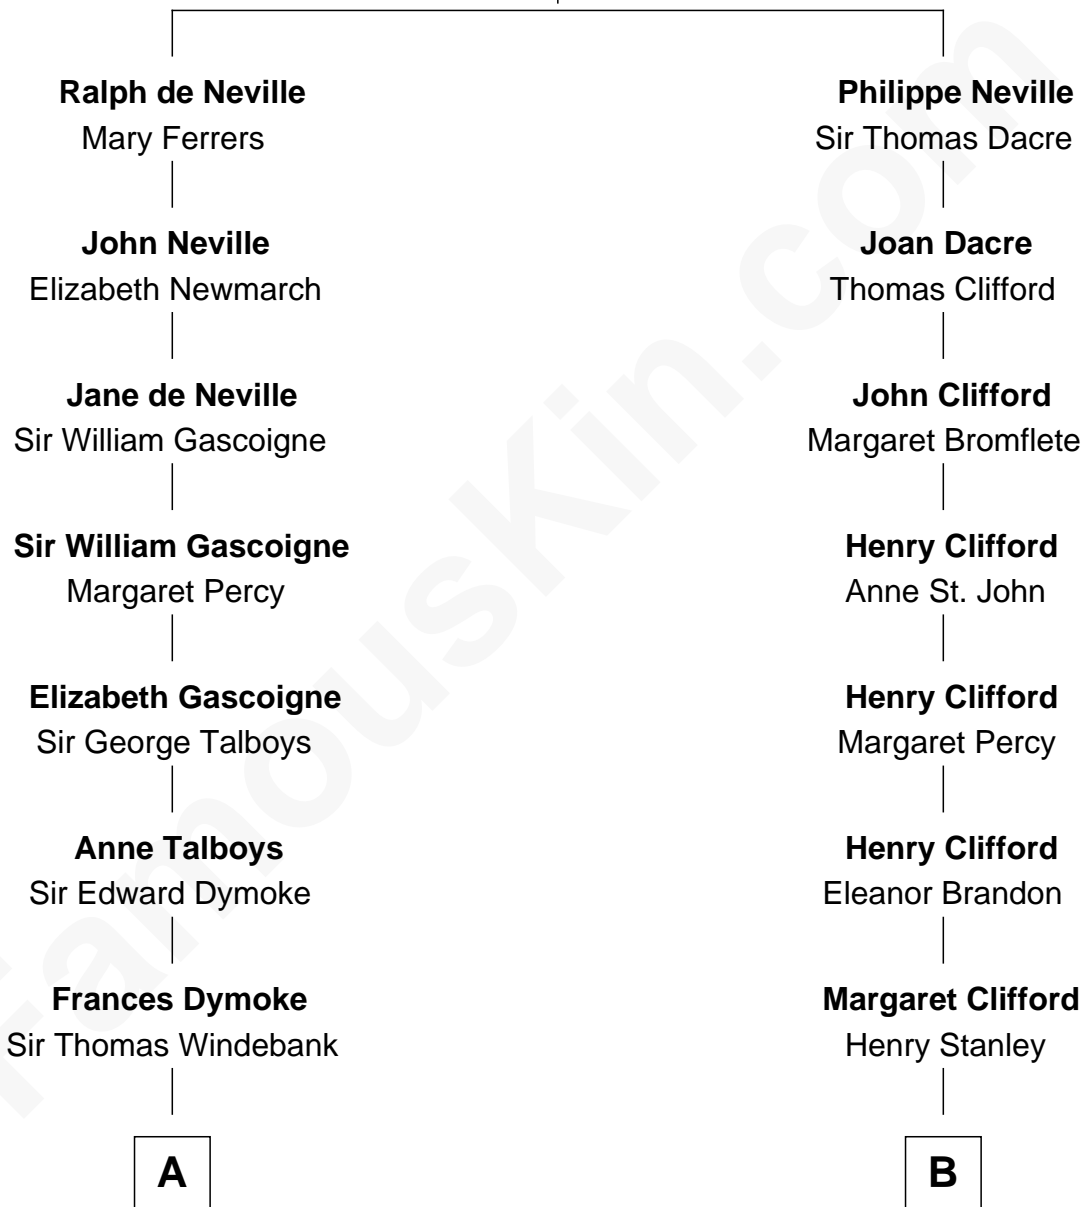 Ralph de Neville
Mary Ferrers
John Neville
Elizabeth Newmarch
Jane de Neville
Sir William Gascoigne
Sir William Gascoigne
Margaret Percy
Elizabeth Gascoigne
Sir George Talboys
Anne Talboys
Sir Edward Dymoke
Frances Dymoke
Sir Thomas Windebank
A
Philippe Neville
Sir Thomas Dacre
Joan Dacre
Thomas Clifford
John Clifford
Margaret Bromflete
Henry Clifford
Anne St. John
Henry Clifford
Margaret Percy
Henry Clifford
Eleanor Brandon
Margaret Clifford
Henry Stanley
B
FamousKin.com